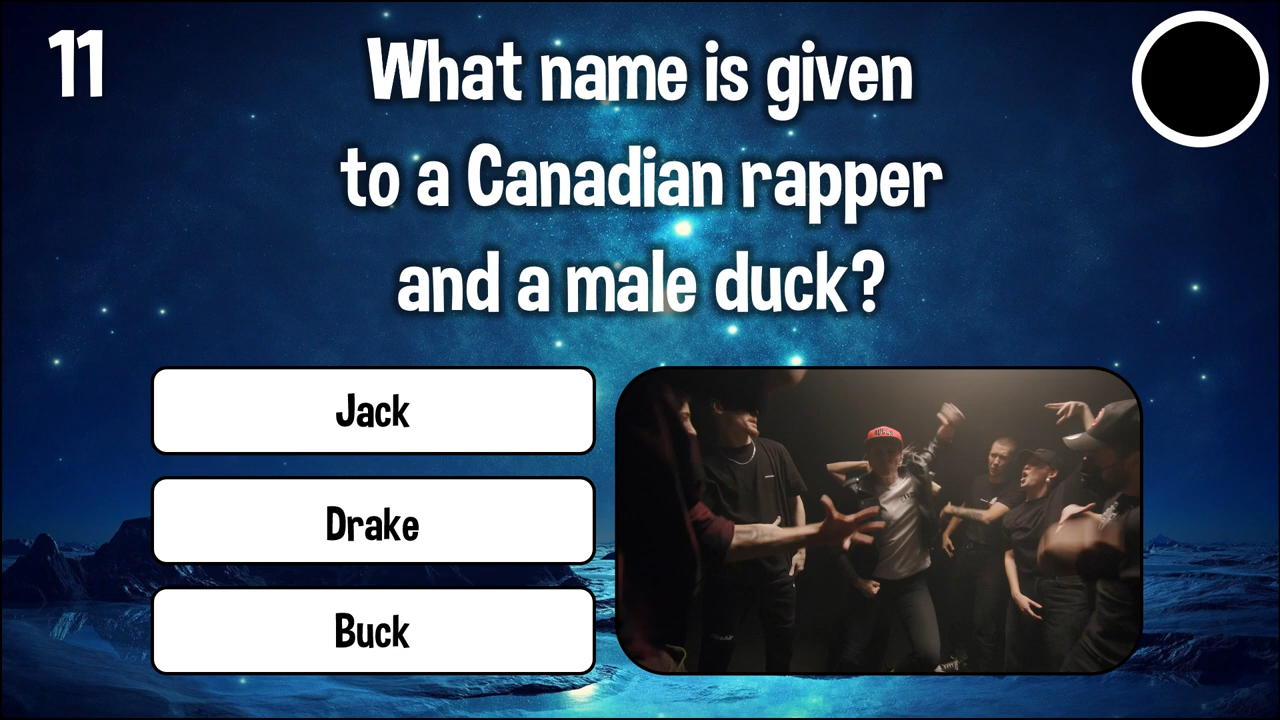 11
What name is given
to a Canadian rapper
and a male duck?
Jack
Drake
Buck